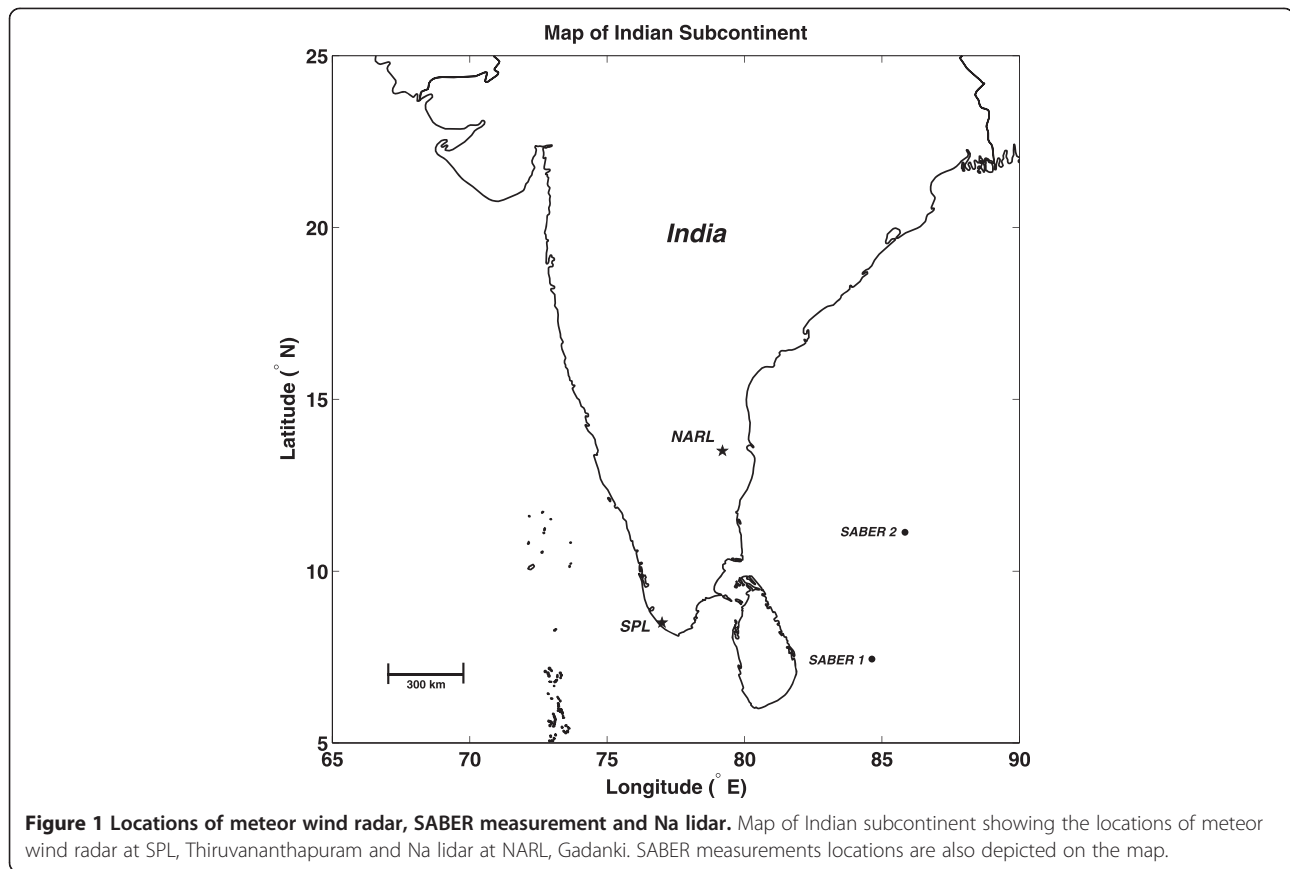 Map of Indian Subcontinent
25
20
15
10
5
Latitude (° N)
India
NARL
SABER 2
SPL
SABER 1
300 km
65 70 75 80 85 90
Longitude (° E)
Figure 1 Locations of meteor wind radar, SABER measurement and Na lidar. Map of Indian subcontinent showing the locations of meteor
wind radar at SPL, Thiruvananthapuram and Na lidar at NARL, Gadanki. SABER measurements locations are also depicted on the map.